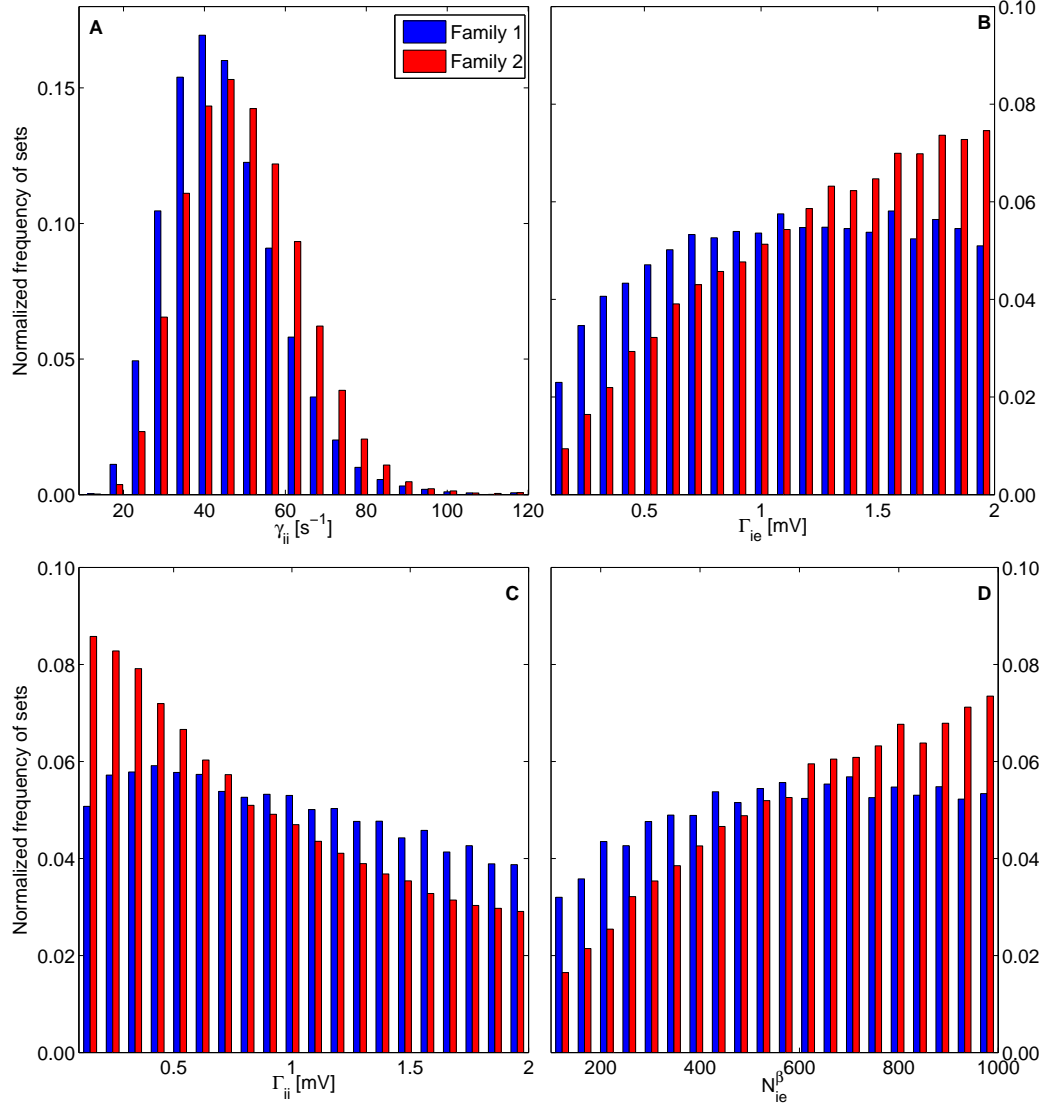 A
Family 1
Family 2
Normalized frequency of sets
0.15
0.10
0.05
0.00
20 40 60 80 100 120
γii [s−1]
B
0.10
0.08
0.06
0.04
0.02
0.00
0.5 1 1.5 2
Γie [mV]
C
Normalized frequency of sets
0.10
0.08
0.06
0.04
0.02
0.00
0.5 1 1.5 2
Γii [mV]
D
0.10
0.08
0.06
0.04
0.02
0.00
200 400 600 800 1000
Nβie